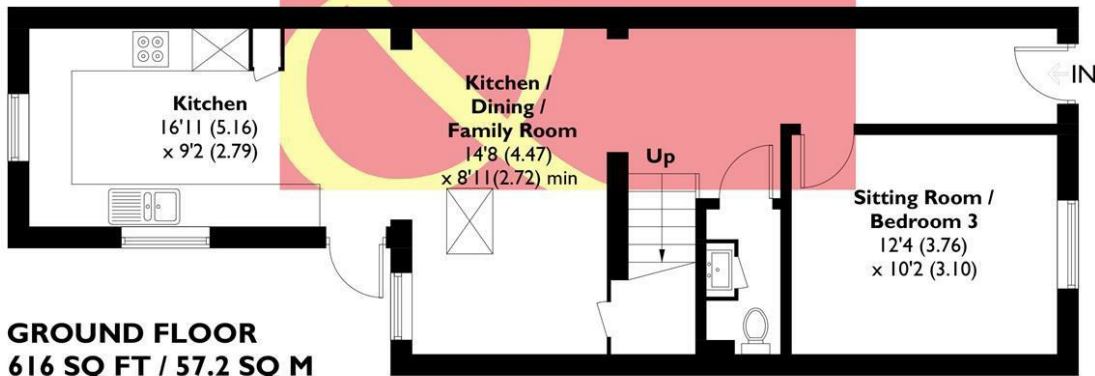 Kitchen
16'11 (5.16)
x 9'2 (2.79)
Kitchen /
Dining /
Family Room
14'8 (4.47)
x 8'11(2.72) min
Up
IN
Sitting Room /
Bedroom 3
12'4 (3.76)
x 10'2 (3.10)
GROUND FLOOR
616 SQ FT / 57.2 SQ M